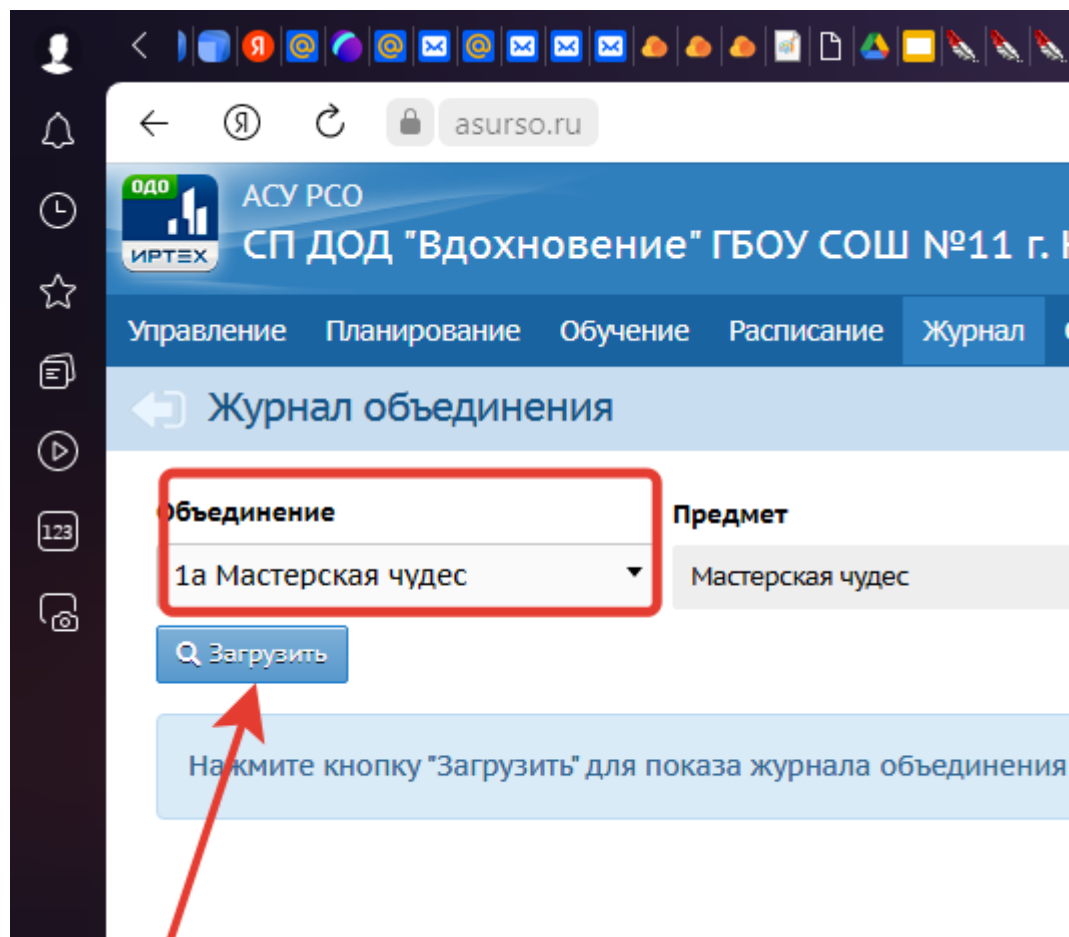 asurso.ru
ОДО
ИРТЕХ
АСУ РСО
СП ДОД "Вдохновение" ГБОУ СОШ №11 г.
Управление Планирование Обучение Расписание Журнал
Журнал объединения
Объединение Предмет
1а Мастерская чудес Мастерская чудес
Загрузить
Нажмите кнопку "Загрузить" для показа журнала объединения
123